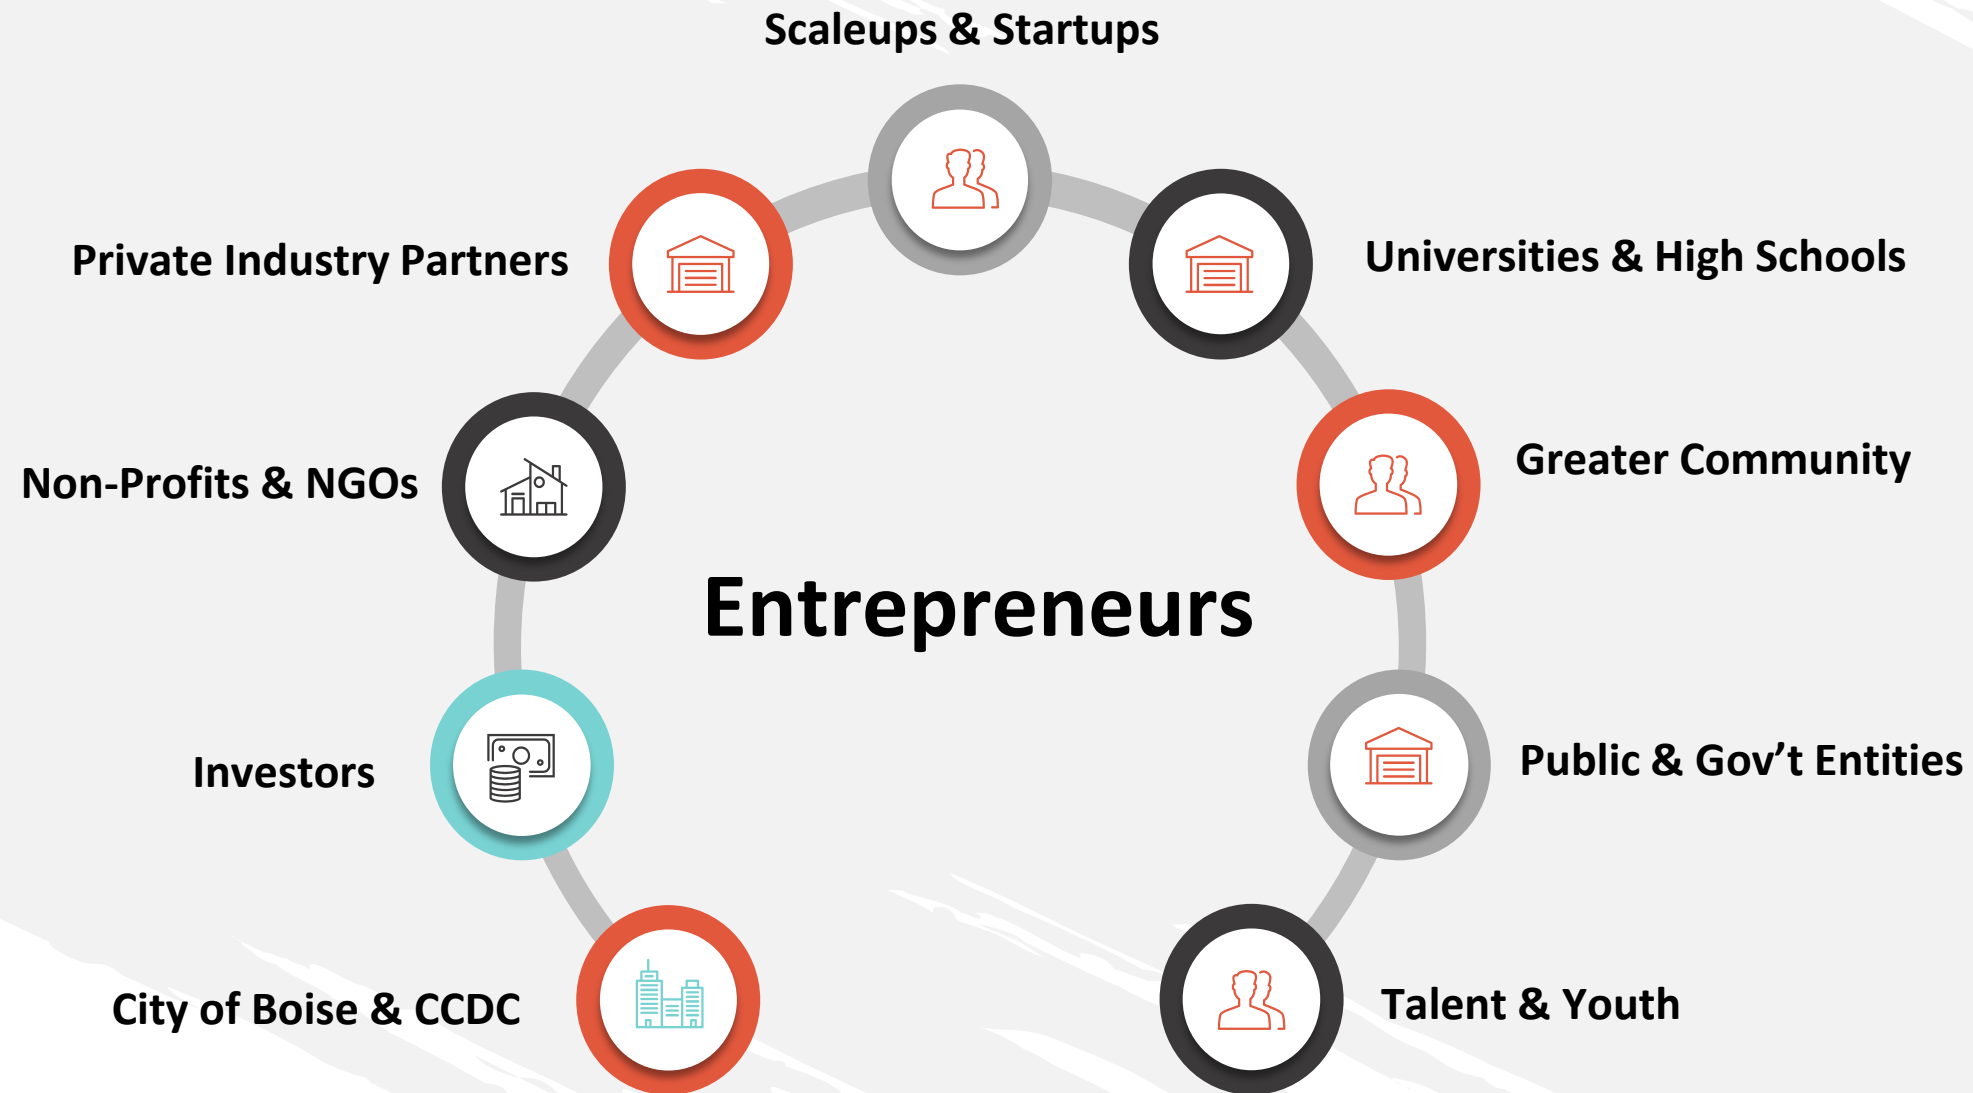 Scaleups & Startups
Private Industry Partners
Universities & High Schools
Greater Community
Non-Profits & NGOs
Entrepreneurs
Investors
Public & Gov’t Entities
City of Boise & CCDC
Talent & Youth